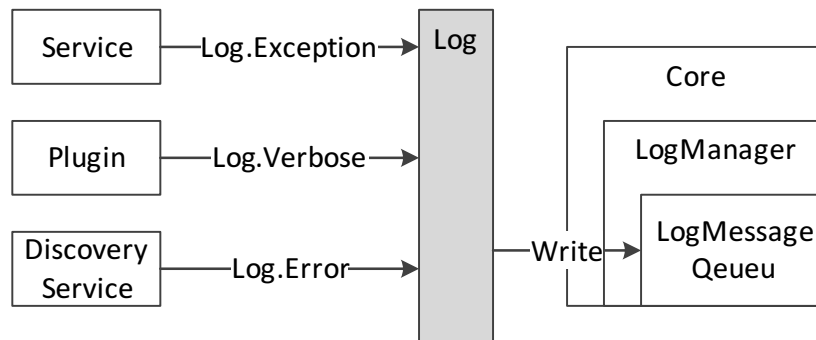 Service
Log.Exception
Log
Core
Plugin
Log.Verbose
LogManager
Discovery
Service
Log.Error
Write
LogMessage
Qeueu